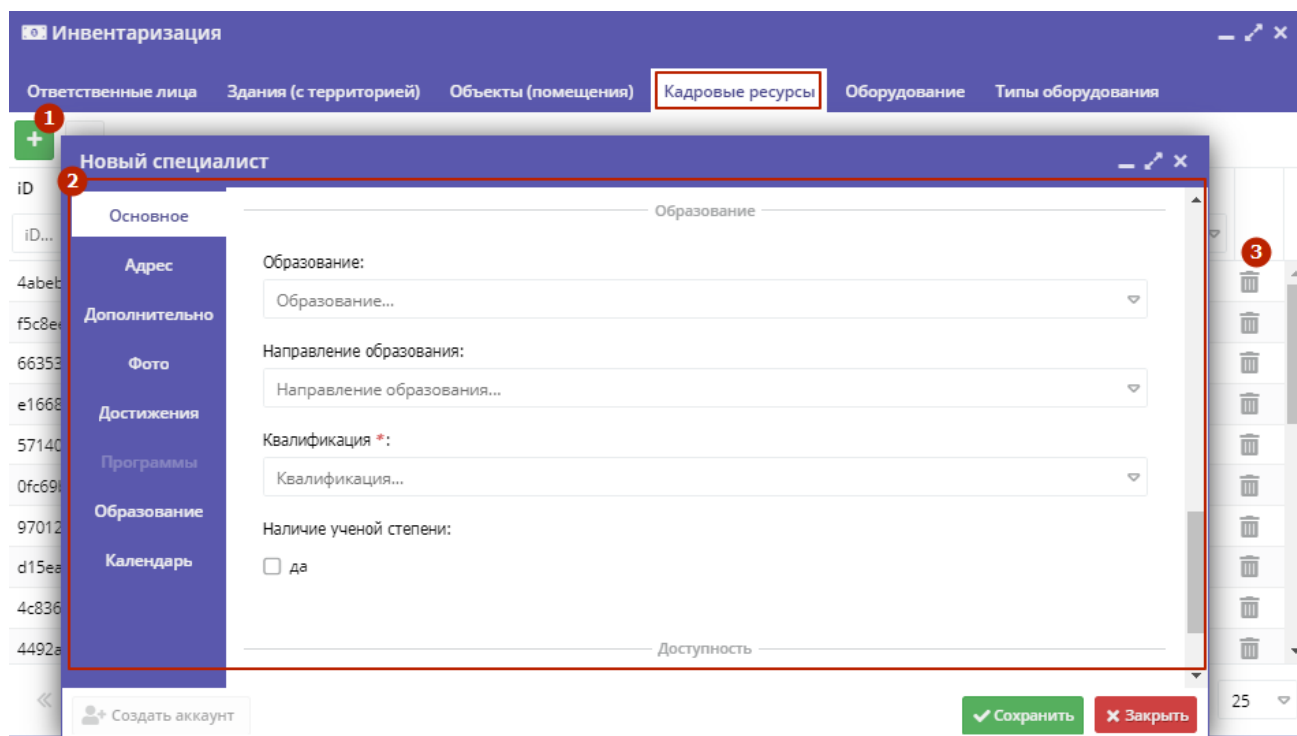 Инвентаризация
Ответственные лица Здания (с территорией) Объекты (помещения) Кадровые ресурсы Оборудование Типы оборудования
1
+
Новый специалист
iD
2
Основное
Образование
iD...
3
Адрес
Образование:
4abeb
Образование...
Дополнительно
f5c8e
Направление образования:
66353
Фото
Направление образования...
e1668
Достижения
Квалификация *:
57140
Программы
Квалификация...
0fc69
Образование
97012
Наличие ученой степени:
Календарь
d15ea
да
4c836
4492a
Доступность
25
Создать аккаунт
Сохранить
Закрыть